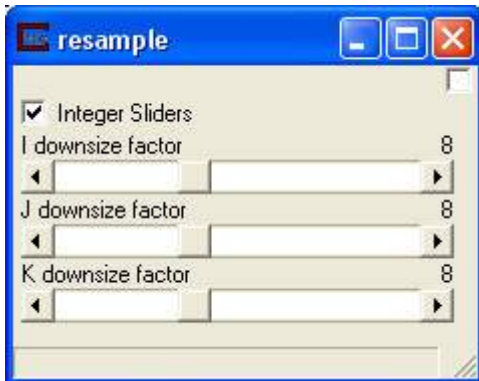 resample
Integer Sliders
I downsize factor 8
J downsize factor 8
K downsize factor 8